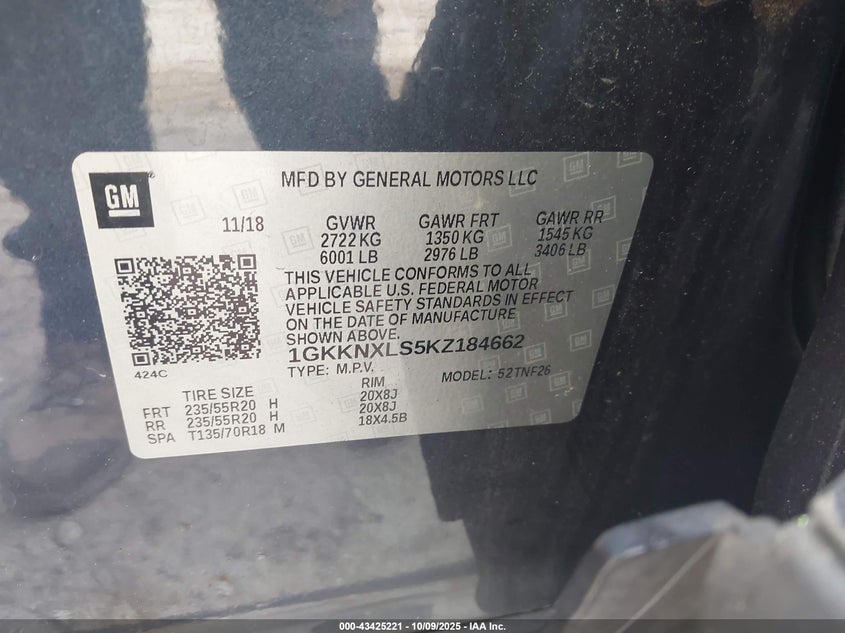 GM
MFD BY GENERAL MOTORS LLC
11/18 GVWR GAWR FRT GAWR RR
2722 KG 1350 KG 1545 KG
6001 LB 2976 LB 3406 LB
THIS VEHICLE CONFORMS TO ALL
APPLICABLE U.S. FEDERAL MOTOR
VEHICLE SAFETY STANDARDS IN EFFECT
ON THE DATE OF MANUFACTURE
SHOWN ABOVE.
1GKKNXLS5KZ184662
424C TYPE: M.P.V. MODEL: 52TNF26
TIRE SIZE RIM
FRT 235/55R20 H 20X8J
RR 235/55R20 H 20X8J
SPA T135/70R18 M 18X4.5B
000-43425221 - 10/09/2025 - IAA Inc.